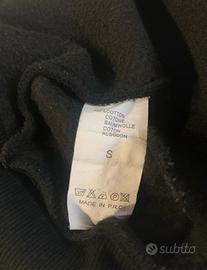 COTTON
COTONE
BAUMWOLLE
COTON
ALGODON
S
MADE IN P.R.C.
subito